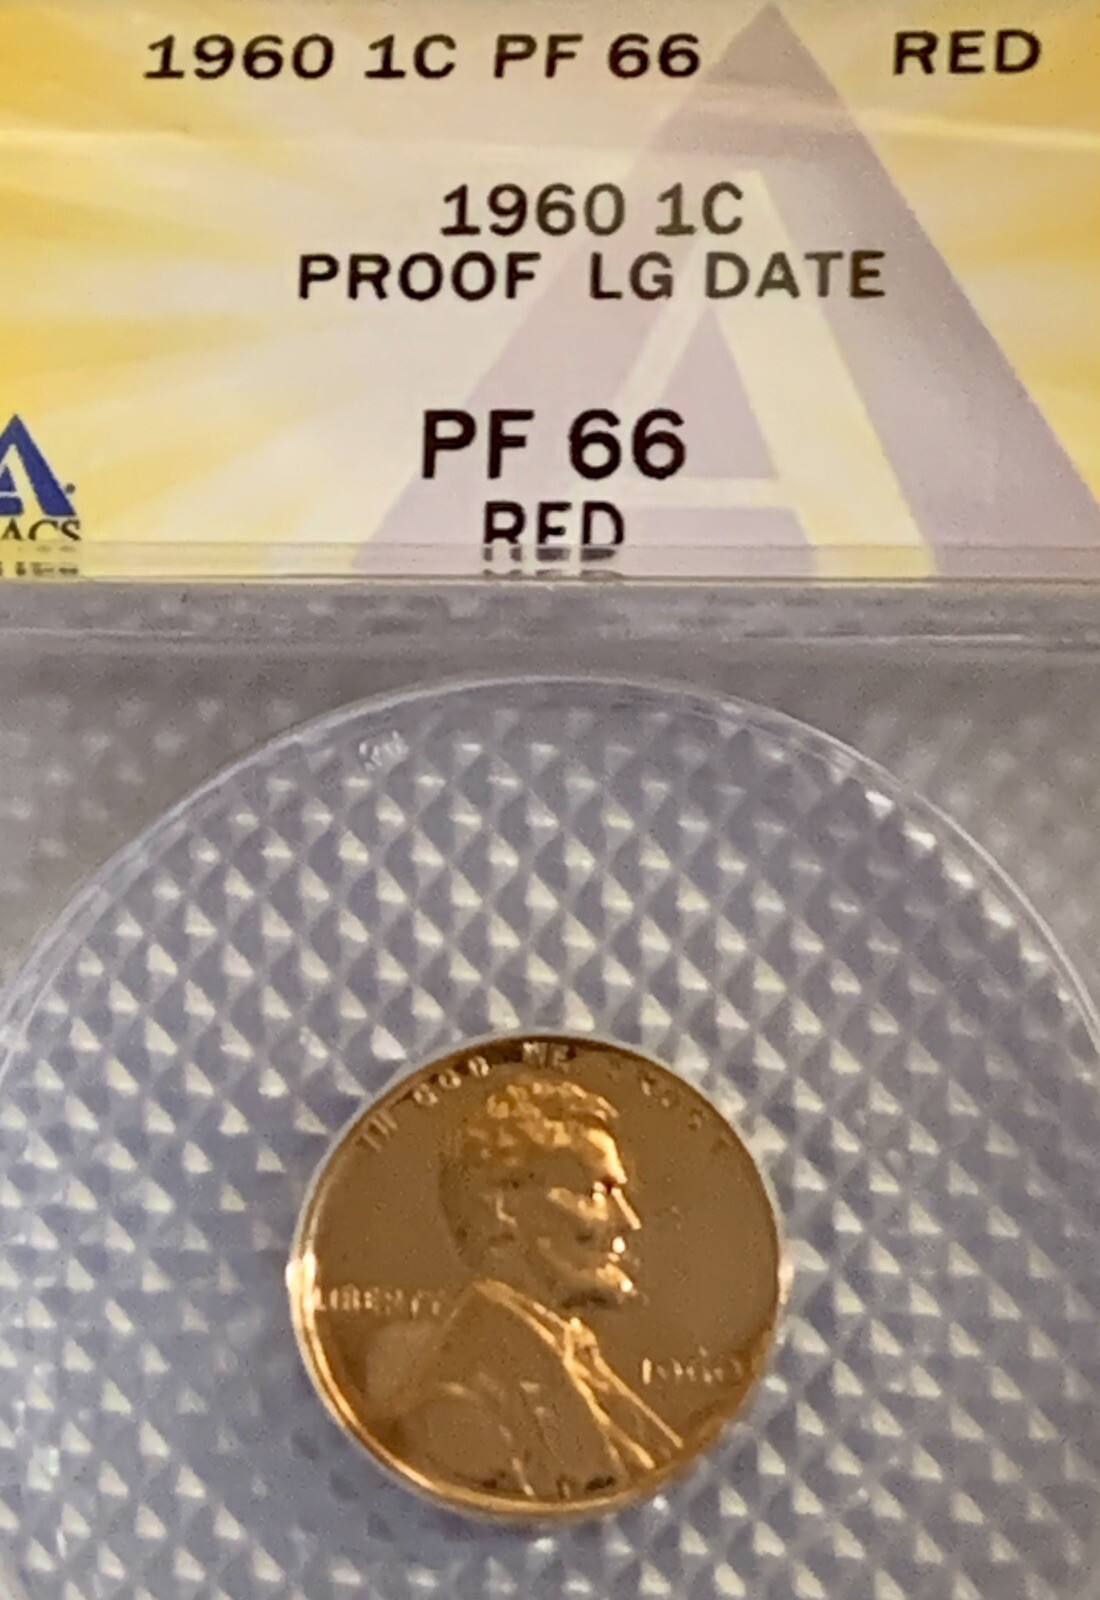 1960 1C PF 66 RED
1960 1C
PROOF LG DATE
PF 66
RED
ACS
IN GOD WE TRUST
LIBERTY
1960